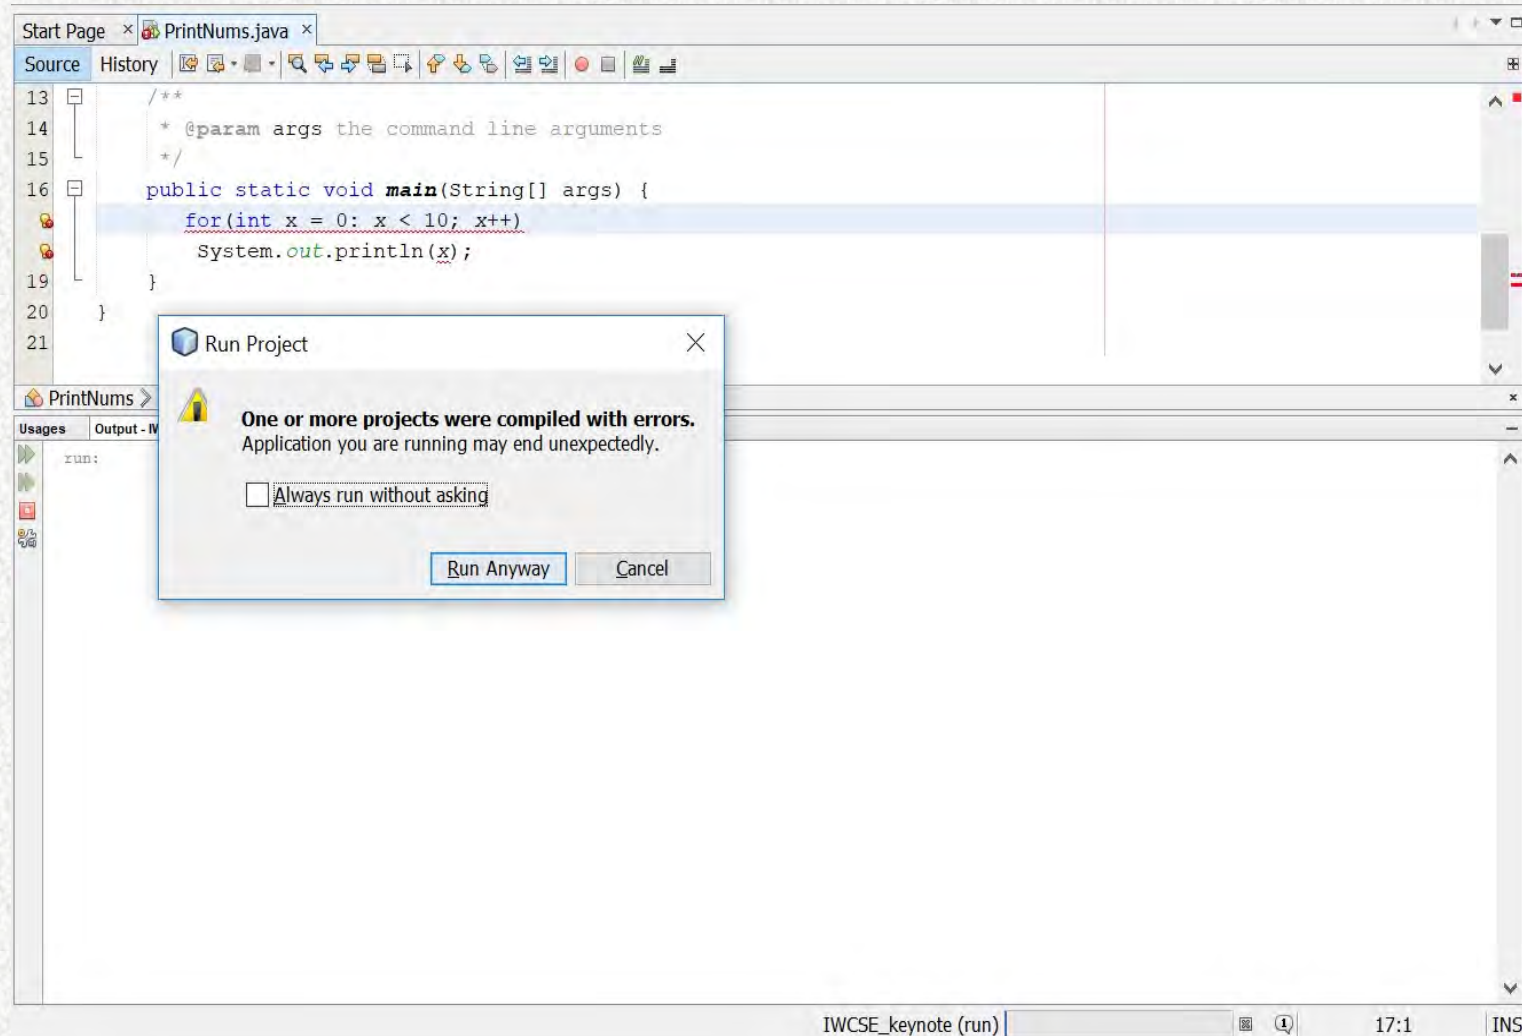 Start Page × PrintNums.java ×
Source History
13 /**
14 * @param args the command line arguments
15 */
16 public static void main(String[] args) {
for(int x = 0: x < 10; x++)
System.out.println(x);
19 }
20 }
21
Run Project
PrintNums
One or more projects were compiled with errors.
Usages Output -
Application you are running may end unexpectedly.
run:
Always run without asking
Run Anyway Cancel
IWCSE_keynote (run) 1 17:1 INS